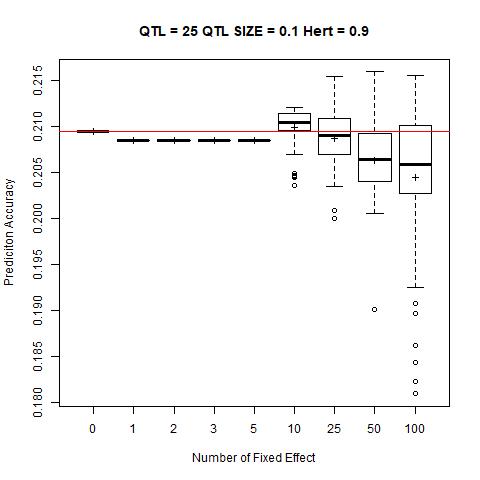 QTL = 25 QTL SIZE = 0.1 Hert = 0.9
Prediciton Accuracy
0.215
0.210
0.205
0.200
0.195
0.190
0.185
0.180
0 1 2 3 5 10 25 50 100
Number of Fixed Effect